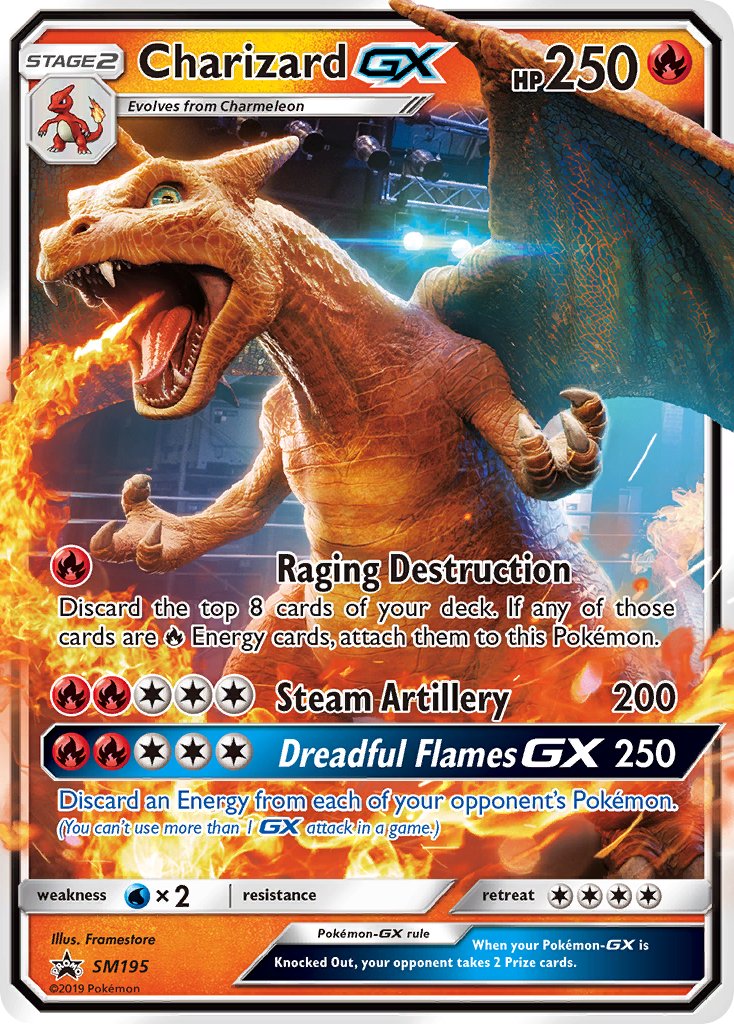 STAGE2
Charizard GX
HP250
Evolves from Charmeleon
Raging Destruction
Discard the top 8 cards of your deck. If any of those
cards are Energy cards, attach them to this Pokémon.
Steam Artillery 200
Dreadful Flames GX 250
Discard an Energy from each of your opponent's Pokémon.
(You can't use more than 1 GX attack in a game.)
weakness ×2 resistance retreat
Illus. Framestore
Pokémon-GX rule
When your Pokémon-GX is
Knocked Out, your opponent takes 2 Prize cards.
PROMO SM195
©2019 Pokémon